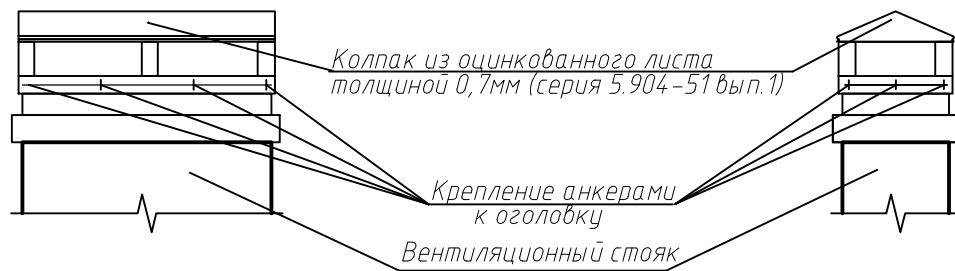 Колпак из оцинкованного листа
толщиной 0,7мм (серия 5.904-51 вып.1)
Крепление анкерами
к оголовку
Вентиляционный стояк